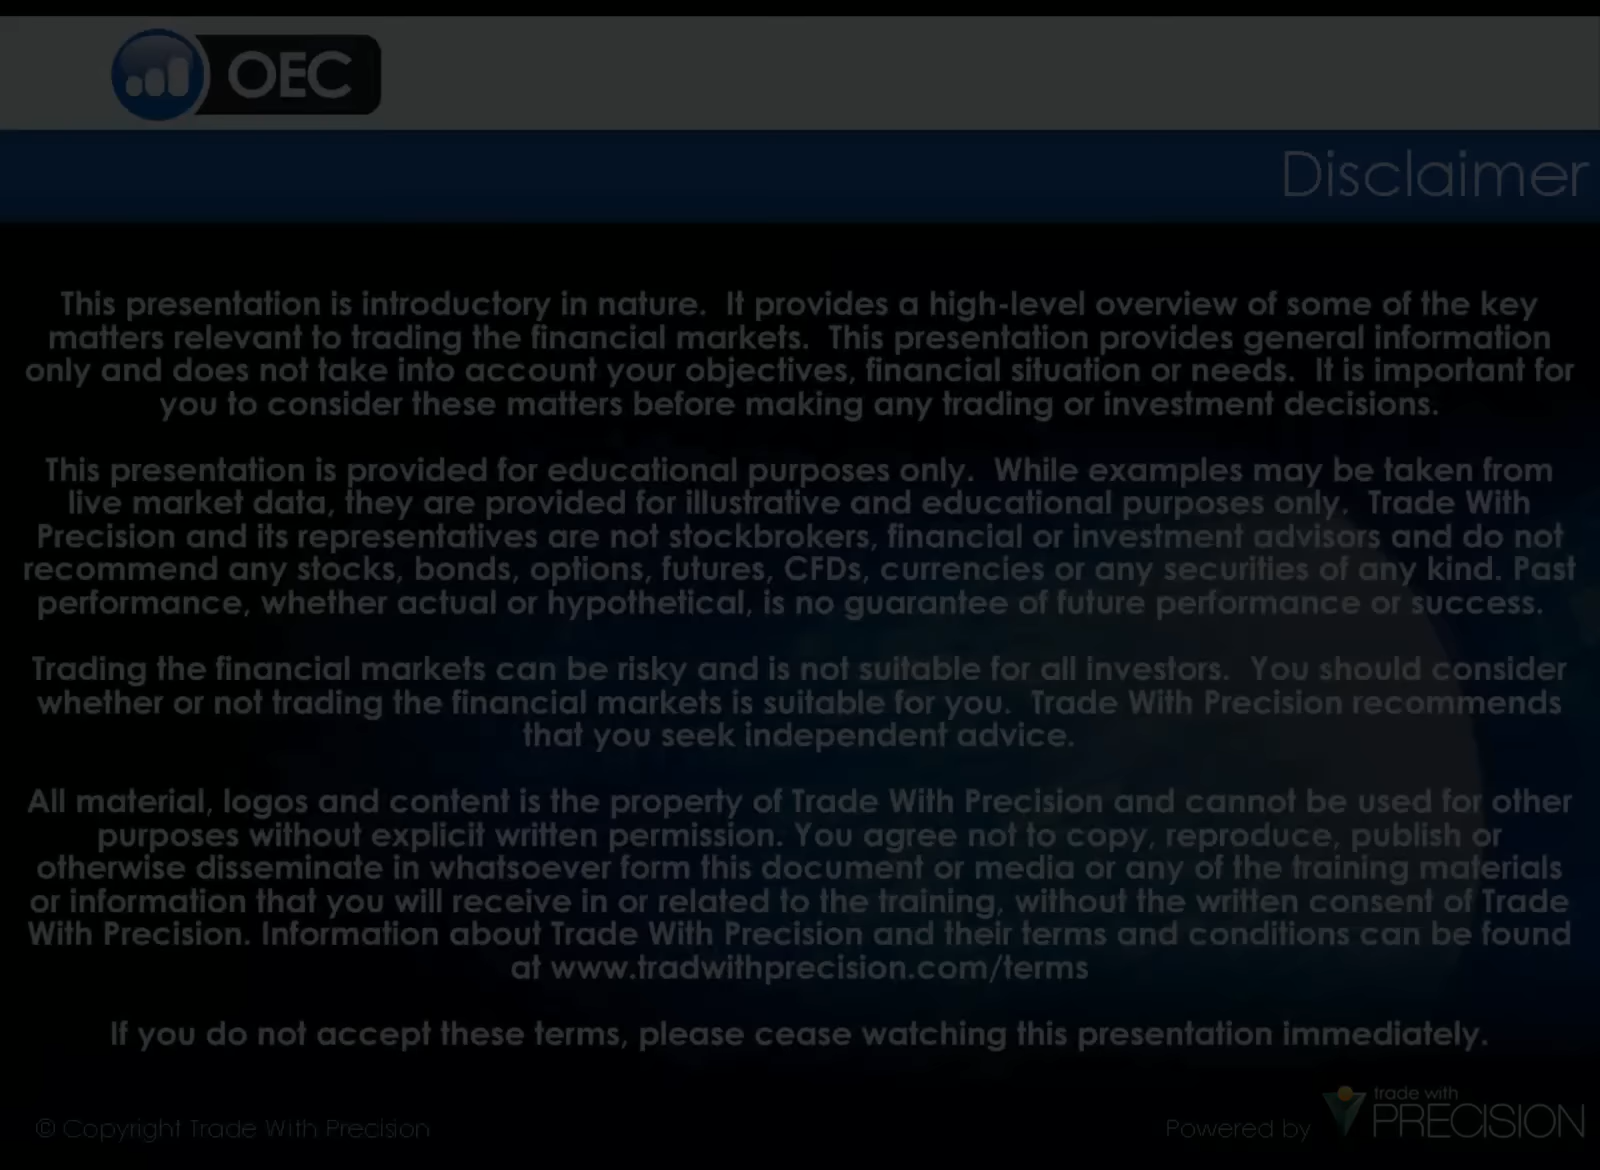 OEC
Disclaimer
This presentation is introductory in nature.  It provides a high-level overview of some of the key
matters relevant to trading the financial markets.  This presentation provides general information
only and does not take into account your objectives, financial situation or needs.  It is important for
you to consider these matters before making any trading or investment decisions.
This presentation is provided for educational purposes only.  While examples may be taken from
live market data, they are provided for illustrative and educational purposes only.  Trade With
Precision and its representatives are not stockbrokers, financial or investment advisors and do not
recommend any stocks, bonds, options, futures, CFDs, currencies or any securities of any kind. Past
performance, whether actual or hypothetical, is no guarantee of future performance or success.
Trading the financial markets can be risky and is not suitable for all investors.  You should consider
whether or not trading the financial markets is suitable for you.  Trade With Precision recommends
that you seek independent advice.
All material, logos and content is the property of Trade With Precision and cannot be used for other
purposes without explicit written permission. You agree not to copy, reproduce, publish or
otherwise disseminate in whatsoever form this document or media or any of the training materials
or information that you will receive in or related to the training, without the written consent of Trade
With Precision. Information about Trade With Precision and their terms and conditions can be found
at www.tradwithprecision.com/terms
If you do not accept these terms, please cease watching this presentation immediately.
© Copyright Trade With Precision
Powered by
trade with
PRECISION